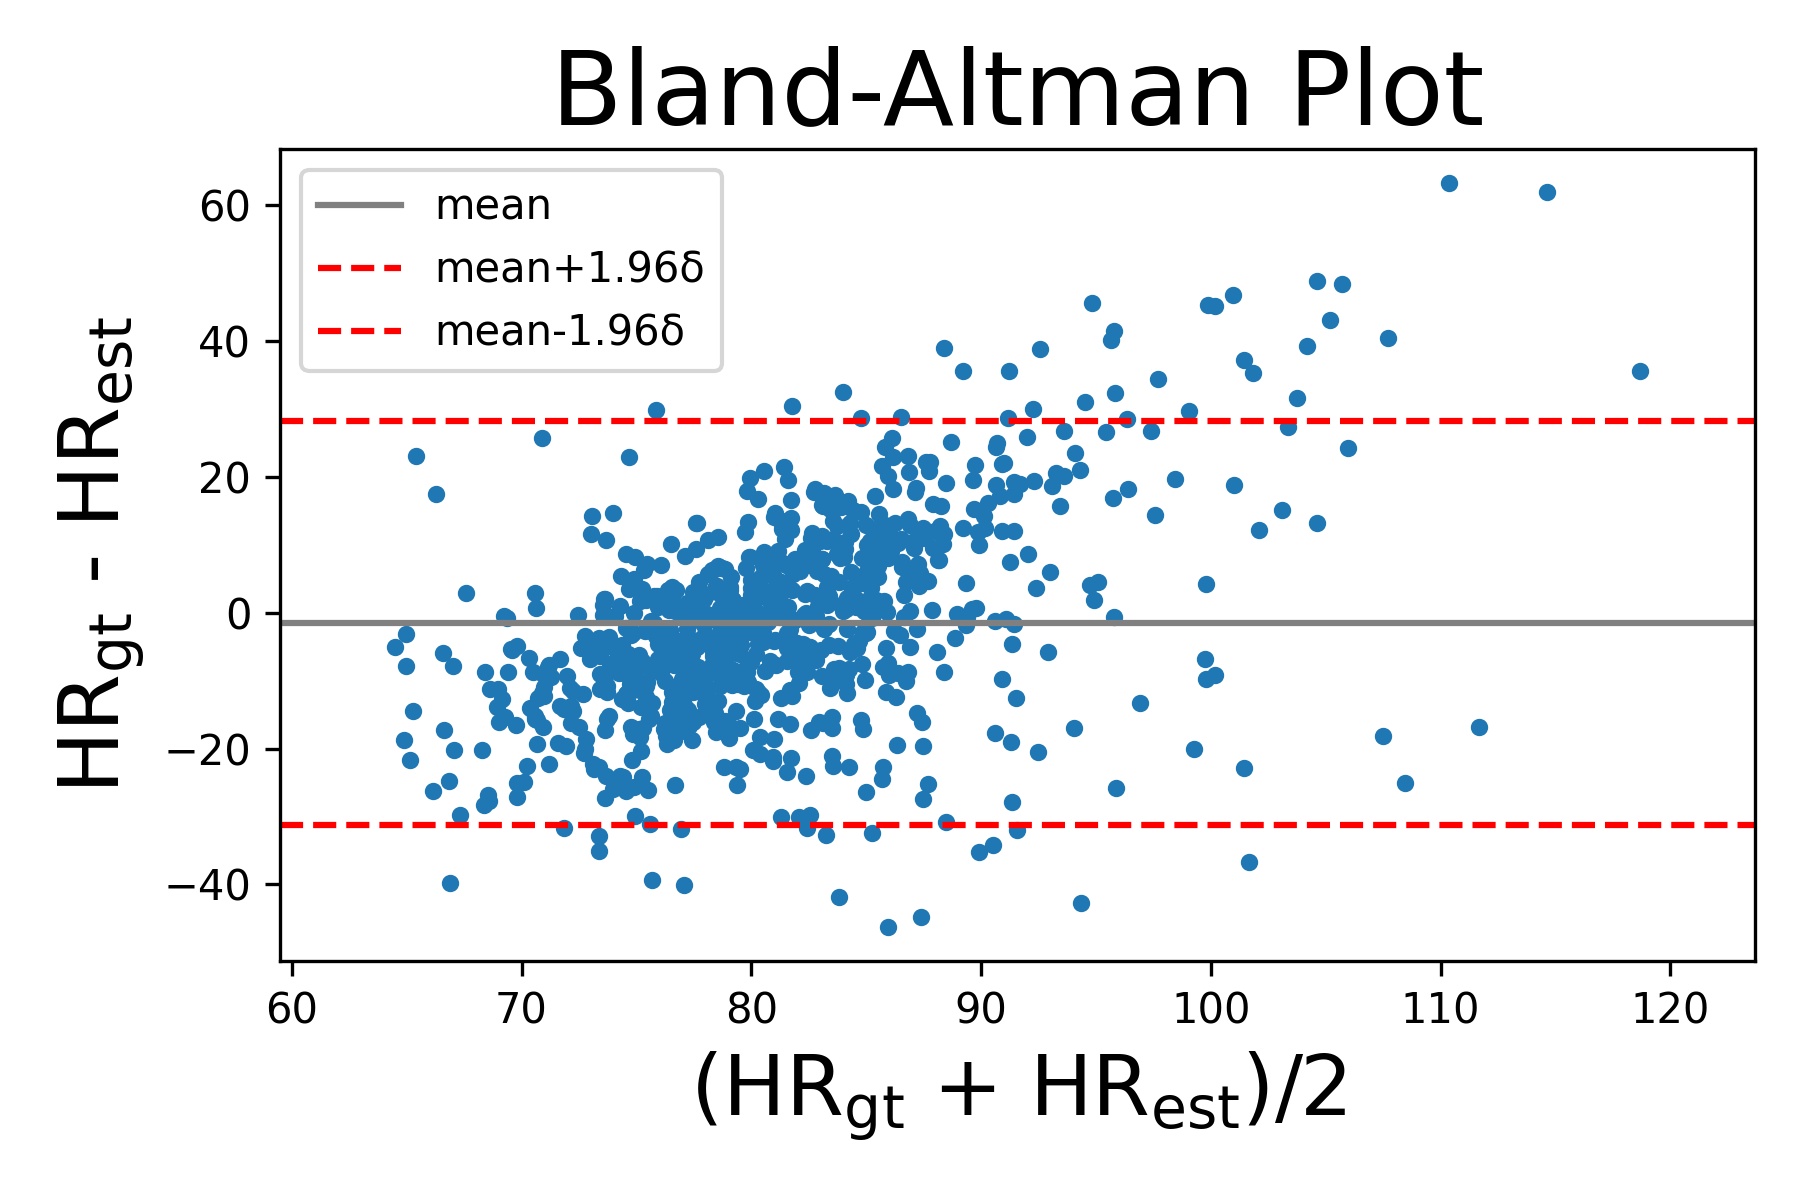 Bland-Altman Plot
mean
mean+1.96δ
mean-1.96δ
60
40
20
0
−20
−40
HRgt - HRest
60 70 80 90 100 110 120
(HRgt + HRest)/2